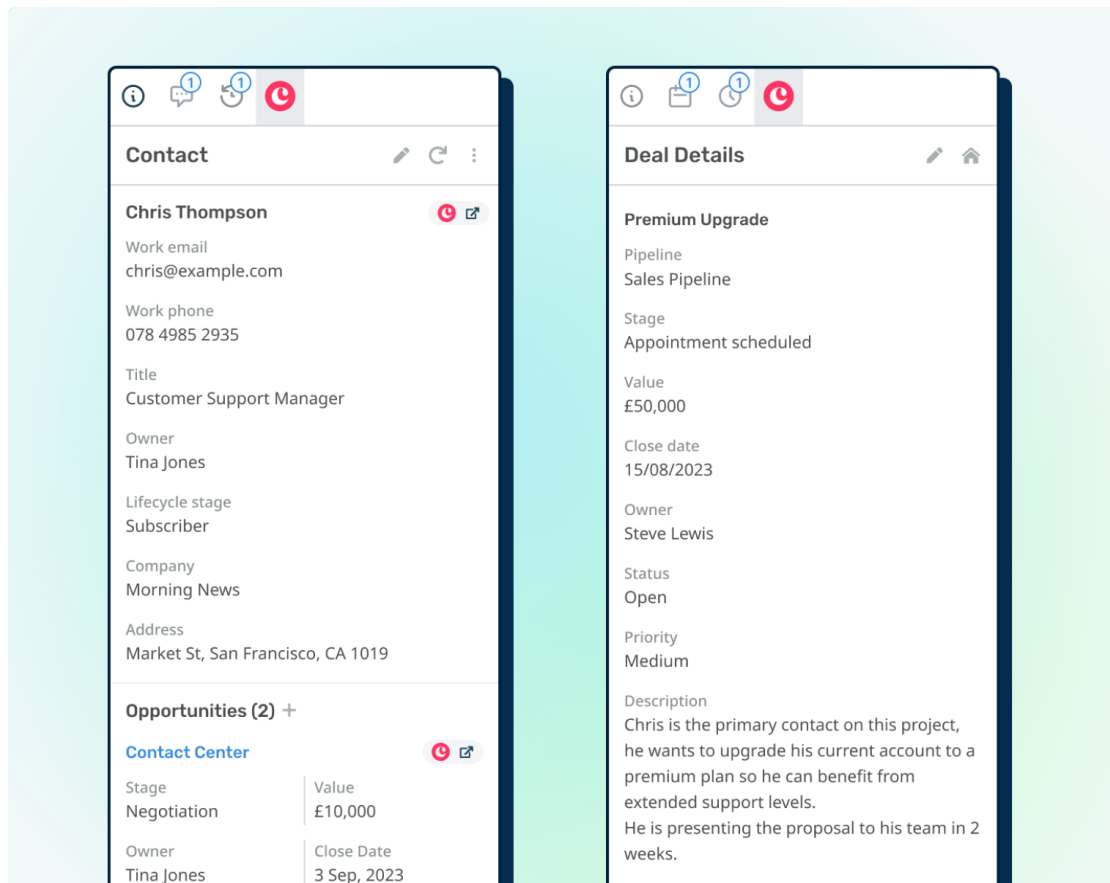 1
1
Contact
Chris Thompson
Work email
chris@example.com
Work phone
078 4985 2935
Title
Customer Support Manager
Owner
Tina Jones
Lifecycle stage
Subscriber
Company
Morning News
Address
Market St, San Francisco, CA 1019
Opportunities (2) +
Contact Center
Stage
Negotiation
Value
£10,000
Owner
Tina Jones
Close Date
3 Sep, 2023
1
1
Deal Details
Premium Upgrade
Pipeline
Sales Pipeline
Stage
Appointment scheduled
Value
£50,000
Close date
15/08/2023
Owner
Steve Lewis
Status
Open
Priority
Medium
Description
Chris is the primary contact on this project,
he wants to upgrade his current account to a
premium plan so he can benefit from
extended support levels.
He is presenting the proposal to his team in 2
weeks.